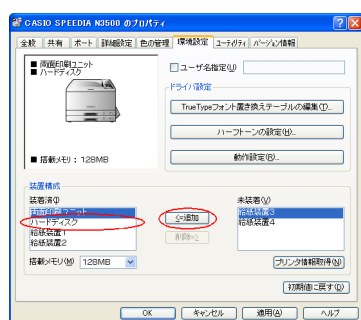 CASIO SPEEDIA N3500 のプロパティ
全般 共有 ポート 詳細設定 色の管理 環境設定 ユーティリティ バージョン情報
■ 両面印刷ユニット
■ ハードディスク
ユーザ名指定(U)
ドライバ設定
TrueTypeフォント置き換えテーブルの編集(T)...
ハーフトーンの設定(H)...
■ 搭載メモリ : 128MB
動作設定(R)...
装置構成
装着済(I)
未装着(V)
両面印刷ユニット
ハードディスク
給紙装置1
給紙装置2
<=追加
削除=>
給紙装置3
給紙装置4
搭載メモリ(M) 128MB
プリンタ情報取得(N)
初期値に戻す(D)
OK キャンセル 適用(A) ヘルプ